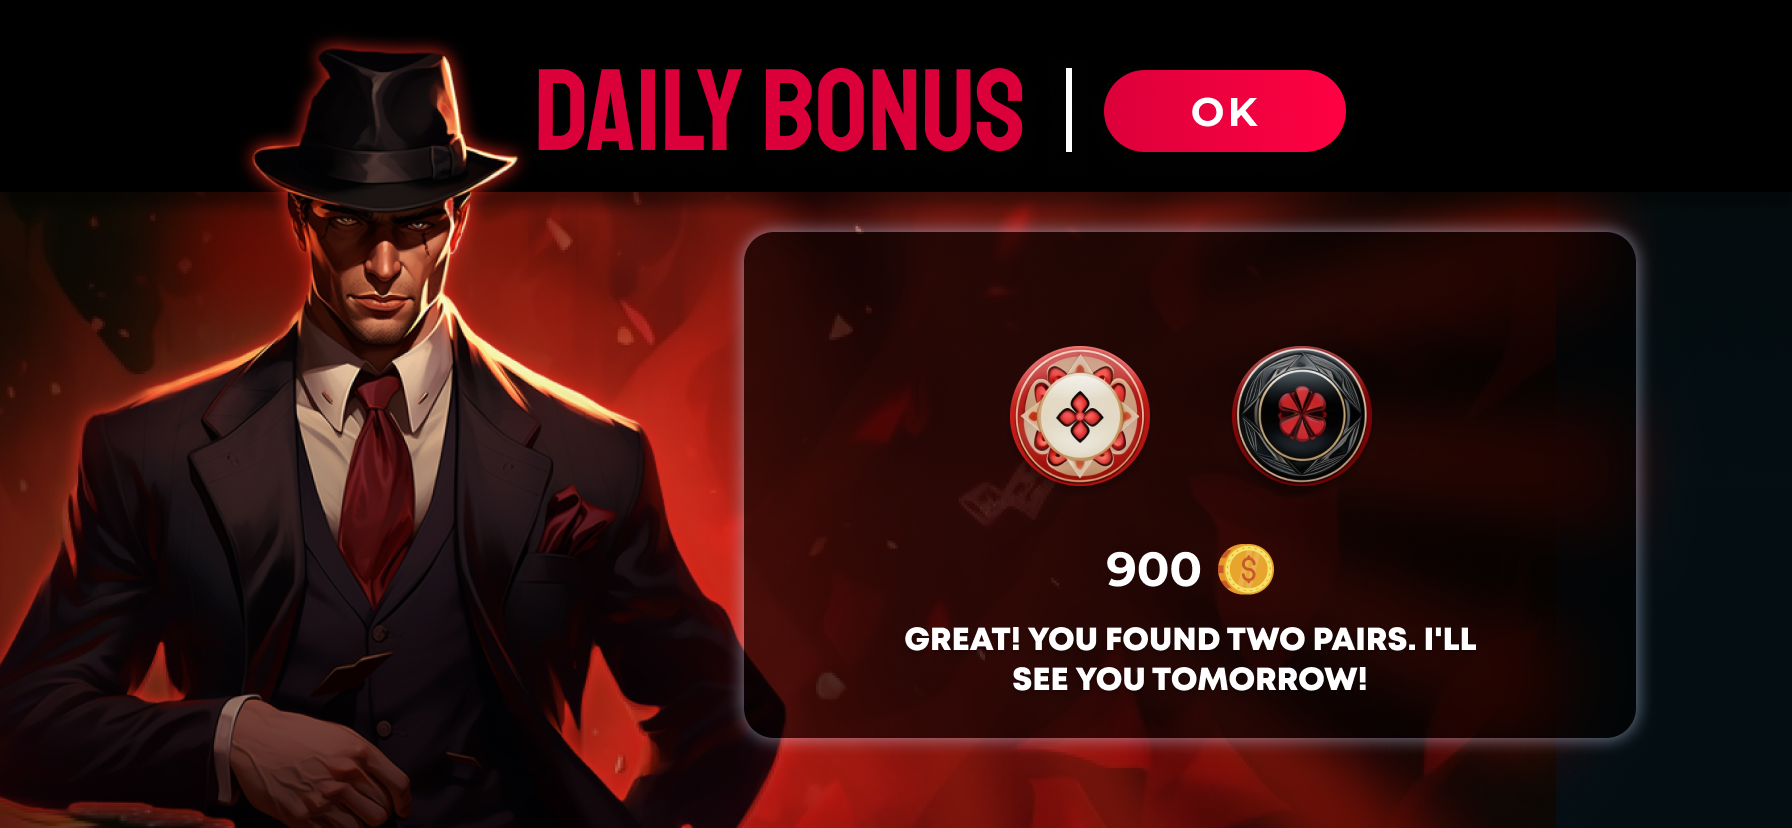 DAILY BONUS
OK
900
GREAT! YOU FOUND TWO PAIRS. I'LL
SEE YOU TOMORROW!